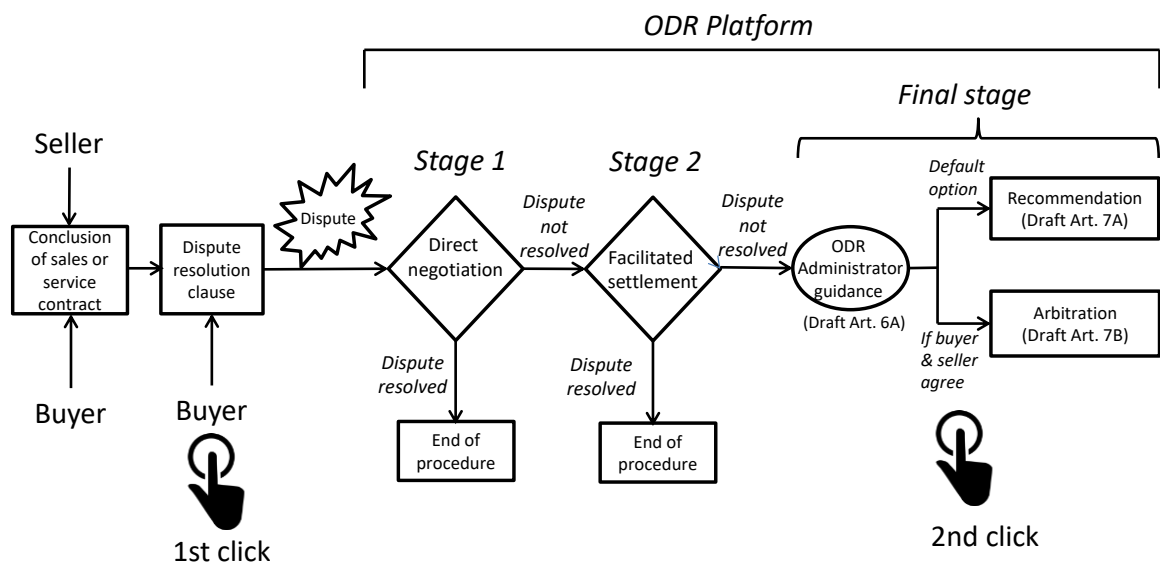 ODR Platform
Final stage
Seller
Stage 1
Stage 2
Default
option
Dispute
Dispute
not
resolved
Dispute
not
resolved
Recommendation
(Draft Art. 7A)
Conclusion
of sales or
service
contract
Dispute
resolution
clause
Direct
negotiation
Facilitated
settlement
ODR
Administrator
guidance
(Draft Art. 6A)
Arbitration
(Draft Art. 7B)
If buyer
& seller
agree
Dispute
resolved
Dispute
resolved
Buyer
Buyer
End of
procedure
End of
procedure
1st click
2nd click